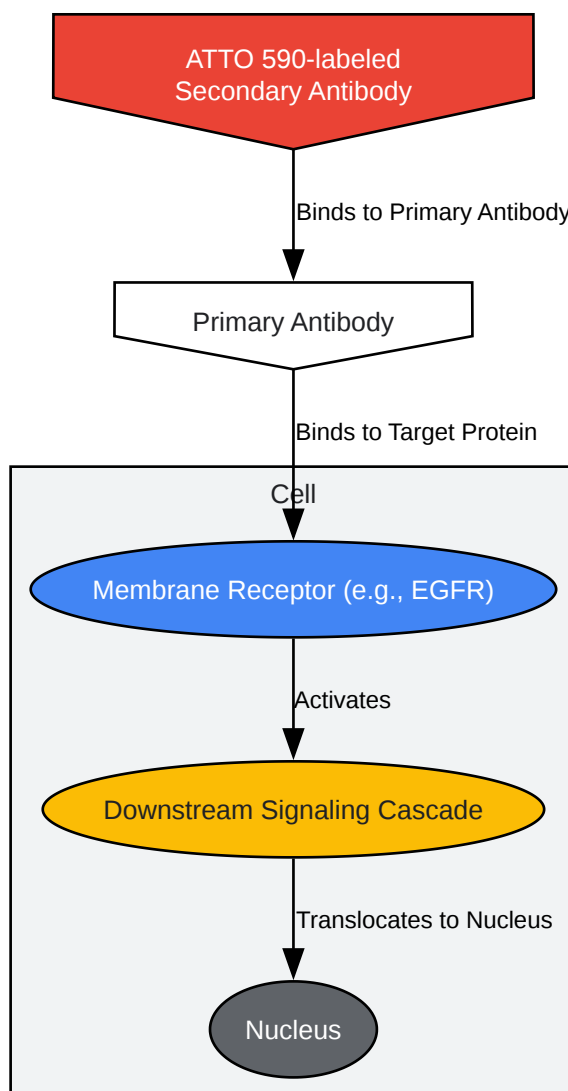 ATTO 590-labeled
Secondary Antibody
Binds to Primary Antibody
Primary Antibody
Binds to Target Protein
Cell
Membrane Receptor (e.g., EGFR)
Activates
Downstream Signaling Cascade
Translocates to Nucleus
Nucleus